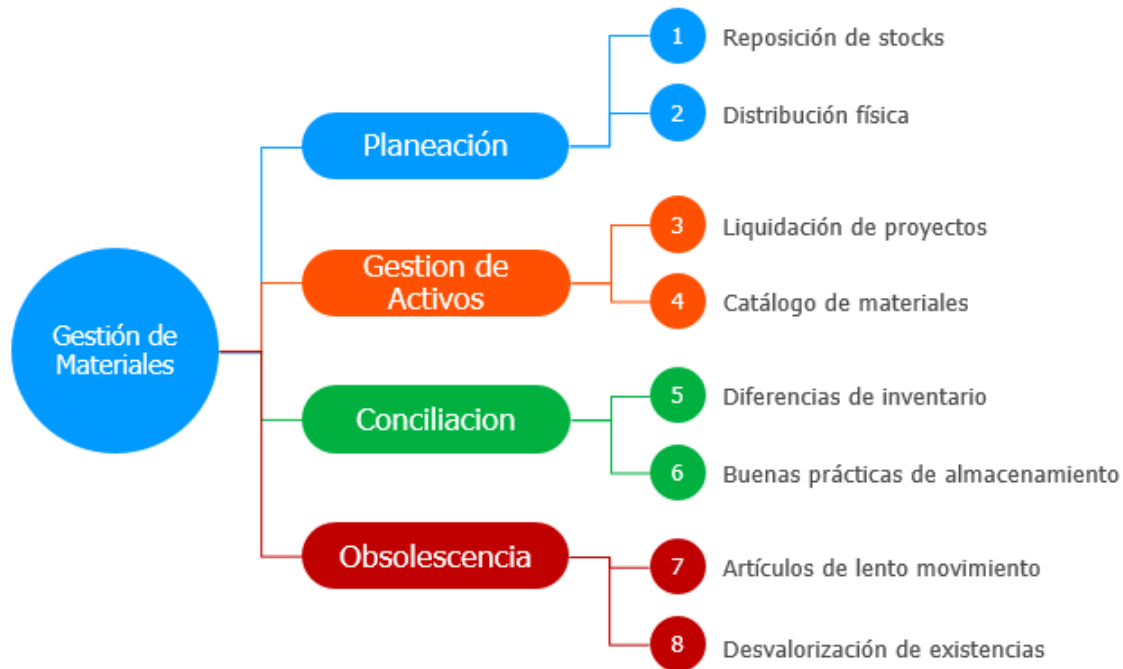 Gestión de
Materiales
Planeación
1 Reposición de stocks
2 Distribución física
Gestion de
Activos
3 Liquidación de proyectos
4 Catálogo de materiales
Conciliacion
5 Diferencias de inventario
6 Buenas prácticas de almacenamiento
Obsolescencia
7 Artículos de lento movimiento
8 Desvalorización de existencias